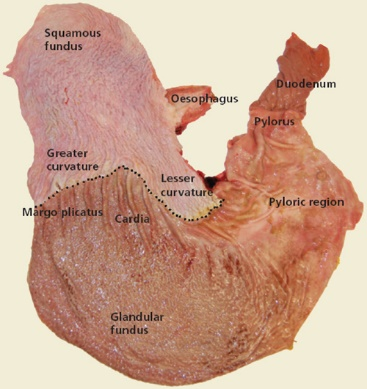 Squamous
fundus
Oesophagus
Duodenum
Pylorus
Greater
curvature
Lesser
curvature
Margo plicatus
Cardia
Pyloric region
Glandular
fundus